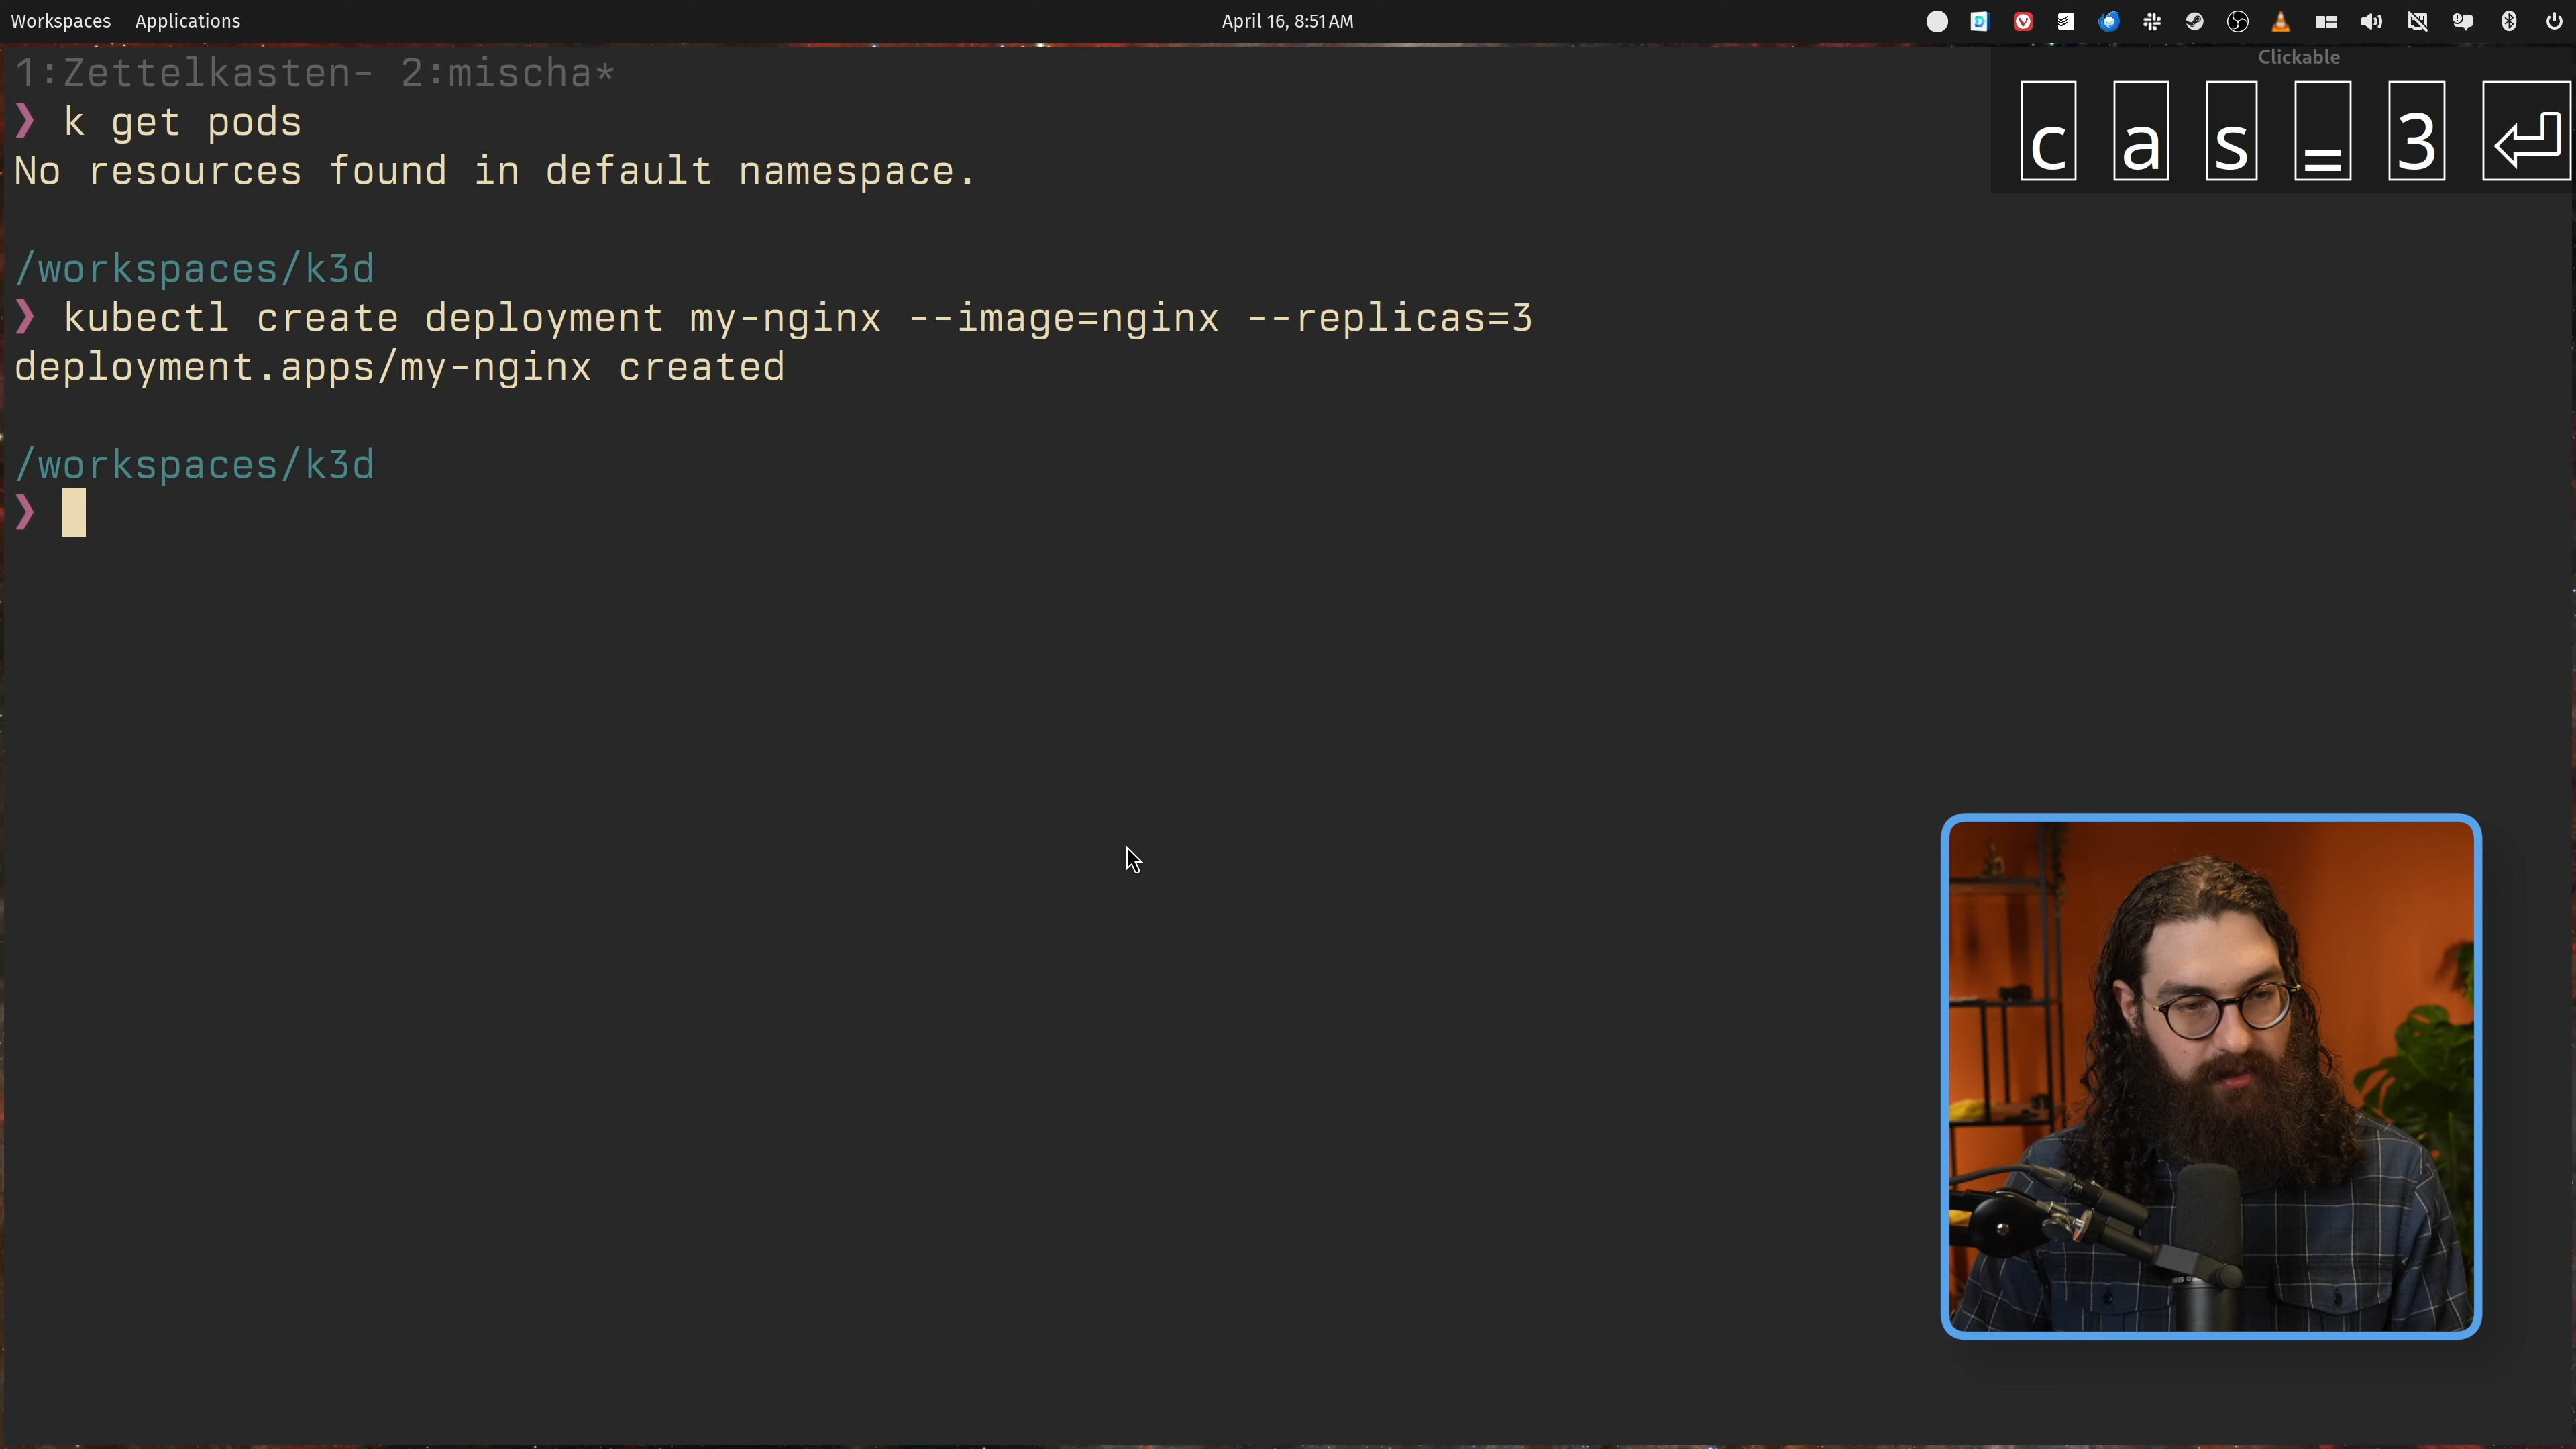 Workspaces Applications April 16, 8:51 AM
1:Zettelkasten- 2:mischa*
Clickable
c a s = 3 ⏎
❯ k get pods
No resources found in default namespace.
/workspaces/k3d
❯ kubectl create deployment my-nginx --image=nginx --replicas=3
deployment.apps/my-nginx created
/workspaces/k3d
❯